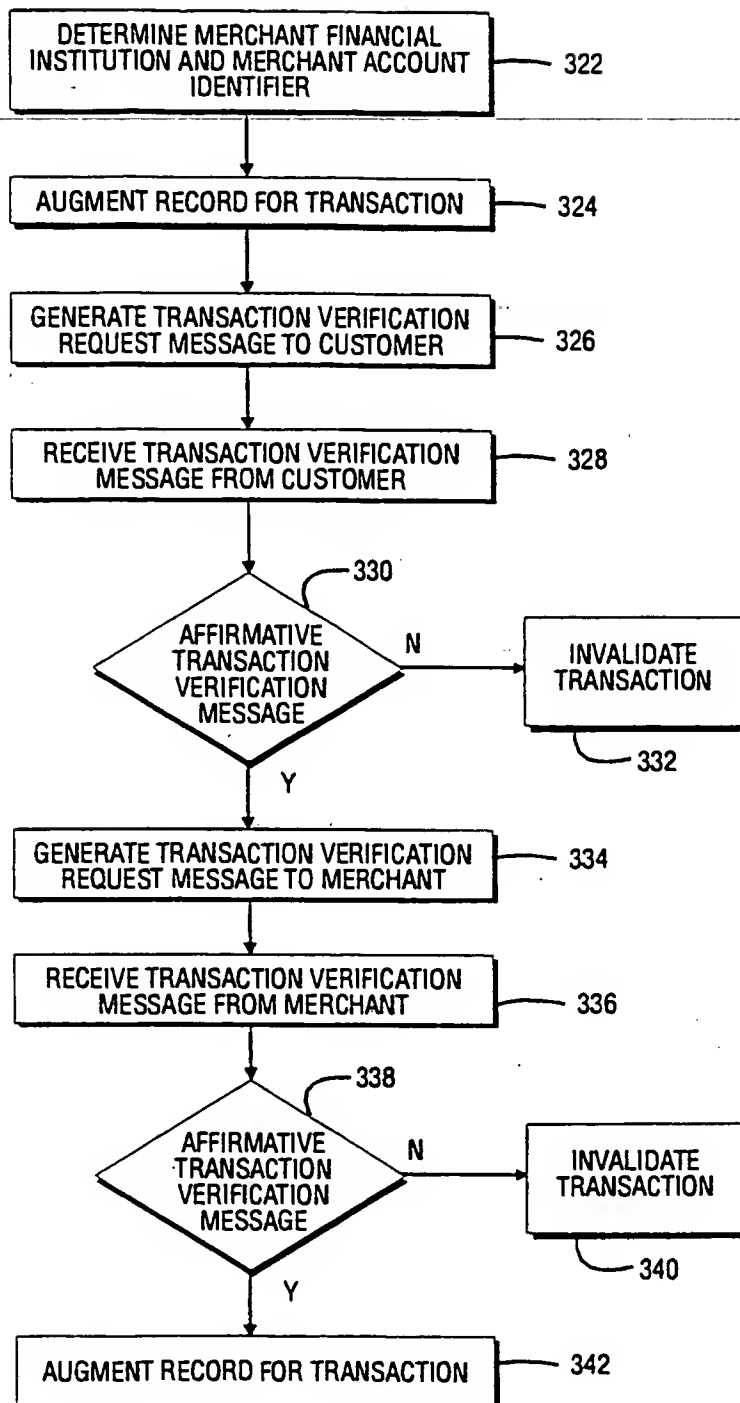 DETERMINE MERCHANT FINANCIAL
INSTITUTION AND MERCHANT ACCOUNT
IDENTIFIER
322
AUGMENT RECORD FOR TRANSACTION
324
GENERATE TRANSACTION VERIFICATION
REQUEST MESSAGE TO CUSTOMER
326
RECEIVE TRANSACTION VERIFICATION
MESSAGE FROM CUSTOMER
328
330
AFFIRMATIVE
TRANSACTION
VERIFICATION
MESSAGE
N
INVALIDATE
TRANSACTION
332
Y
GENERATE TRANSACTION VERIFICATION
REQUEST MESSAGE TO MERCHANT
334
RECEIVE TRANSACTION VERIFICATION
MESSAGE FROM MERCHANT
336
338
AFFIRMATIVE
TRANSACTION
VERIFICATION
MESSAGE
N
INVALIDATE
TRANSACTION
340
Y
AUGMENT RECORD FOR TRANSACTION
342